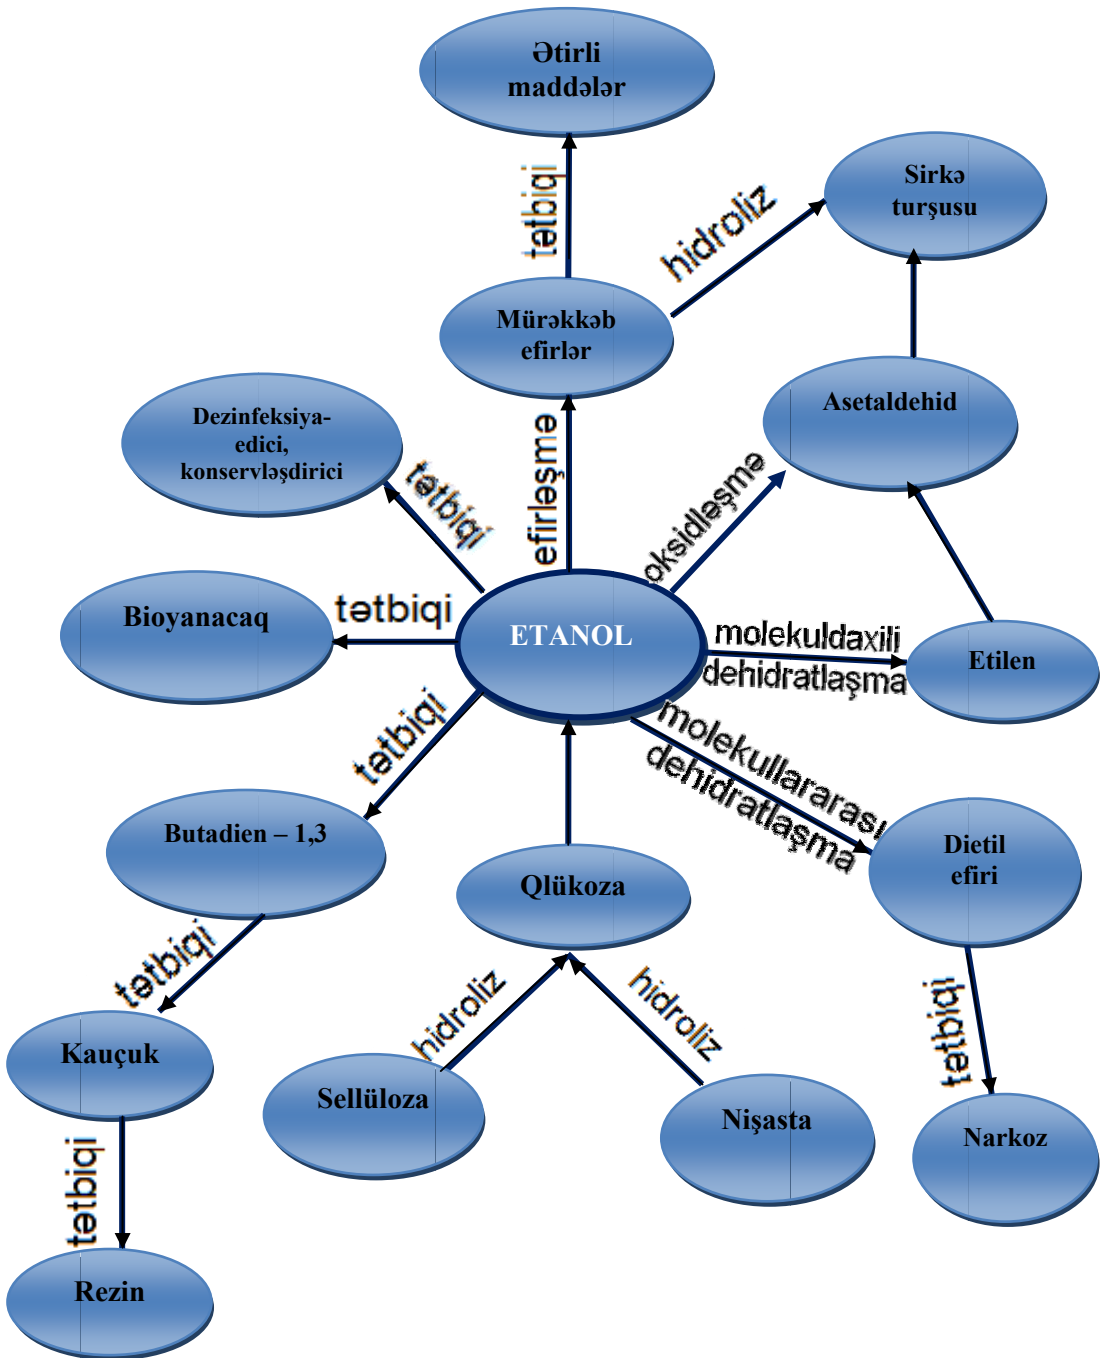 Ətirli
maddələr
tətbiqi
Sirkə
turşusu
hidroliz
Mürəkkəb
efirlər
Asetaldehid
Dezinfeksiya-
edici,
konservləşdirici
tətbiqi
efirləşmə
oksidləşmə
Bioyanacaq
tətbiqi
ETANOL
molekuldaxili
dehidratlaşma
Etilen
tətbiqi
molekullararası
dehidratlaşma
Butadien – 1,3
Qlükoza
Dietil
efiri
tətbiqi
hidroliz
hidroliz
tətbiqi
Kauçuk
Sellüloza
Nişasta
Narkoz
tətbiqi
Rezin